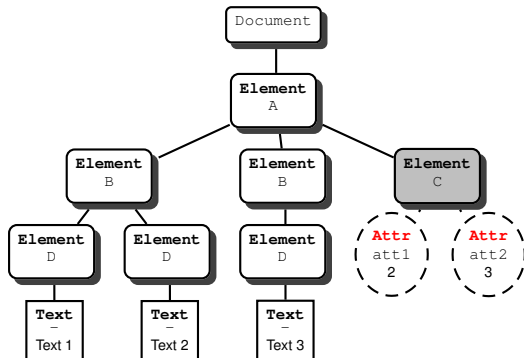 Document
Element
A
Element
B
Element
B
Element
C
Element
D
Element
D
Element
D
Attr
att1
2
Attr
att2
3
Text
–
Text 1
Text
–
Text 2
Text
–
Text 3